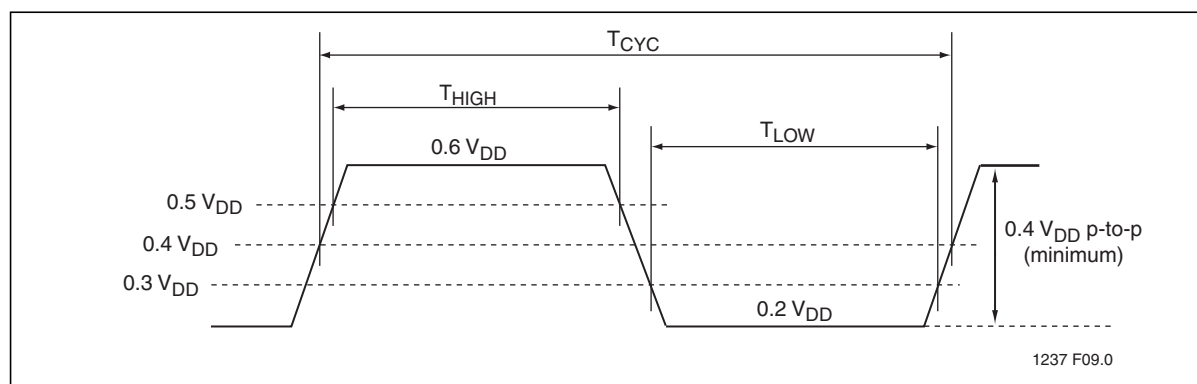 TCYC
THIGH
TLOW
0.6 VDD
0.5 VDD
0.4 VDD
0.4 VDD p-to-p
(minimum)
0.3 VDD
0.2 VDD
1237 F09.0